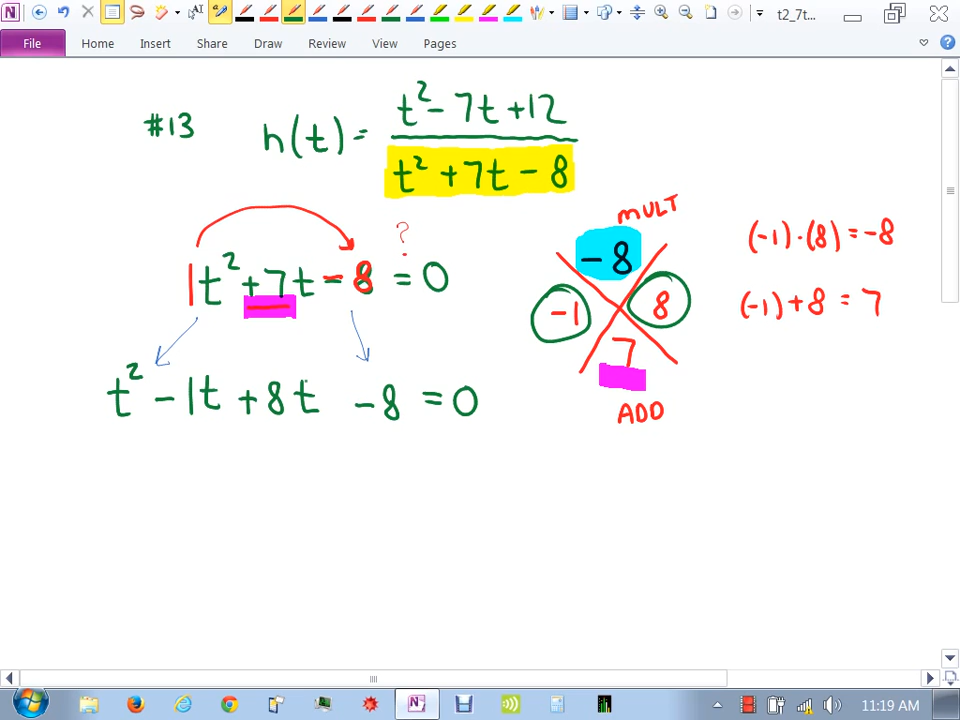 t2_7t...
File Home Insert Share Draw Review View Pages
#13 h(t) = t² - 7t + 12
t² + 7t - 8
MULT
?
1t² + 7t - 8 = 0
-8
-1 8
7
ADD
(-1)·(8) = -8
(-1) + 8 = 7
t² - 1t + 8t - 8 = 0
11:19 AM